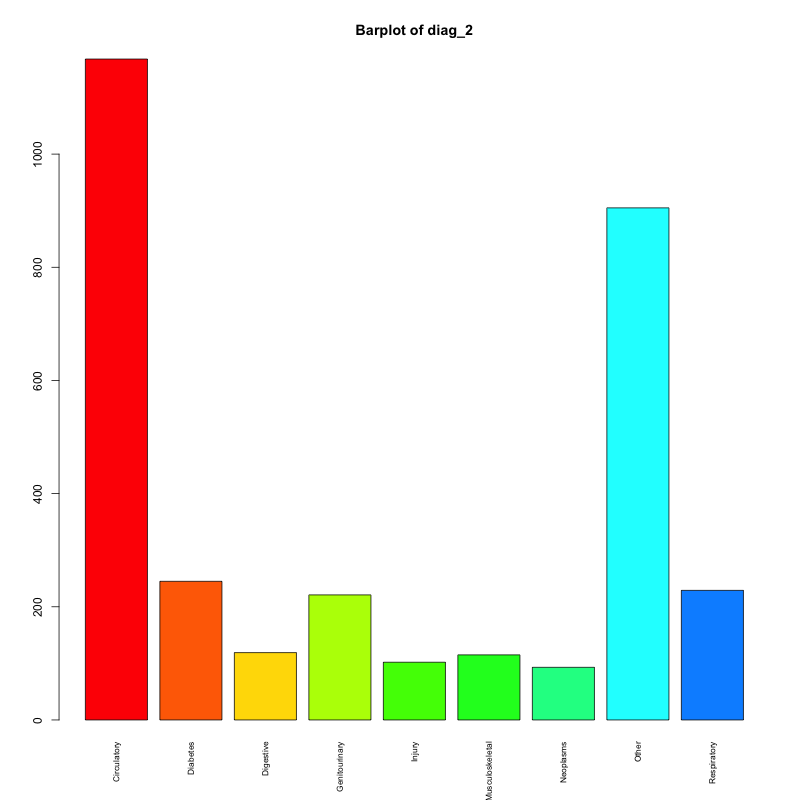 Barplot of diag_2
1000
800
600
400
200
0
Circulatory
Diabetes
Digestive
Genitourinary
Injury
Musculoskeletal
Neoplasms
Other
Respiratory